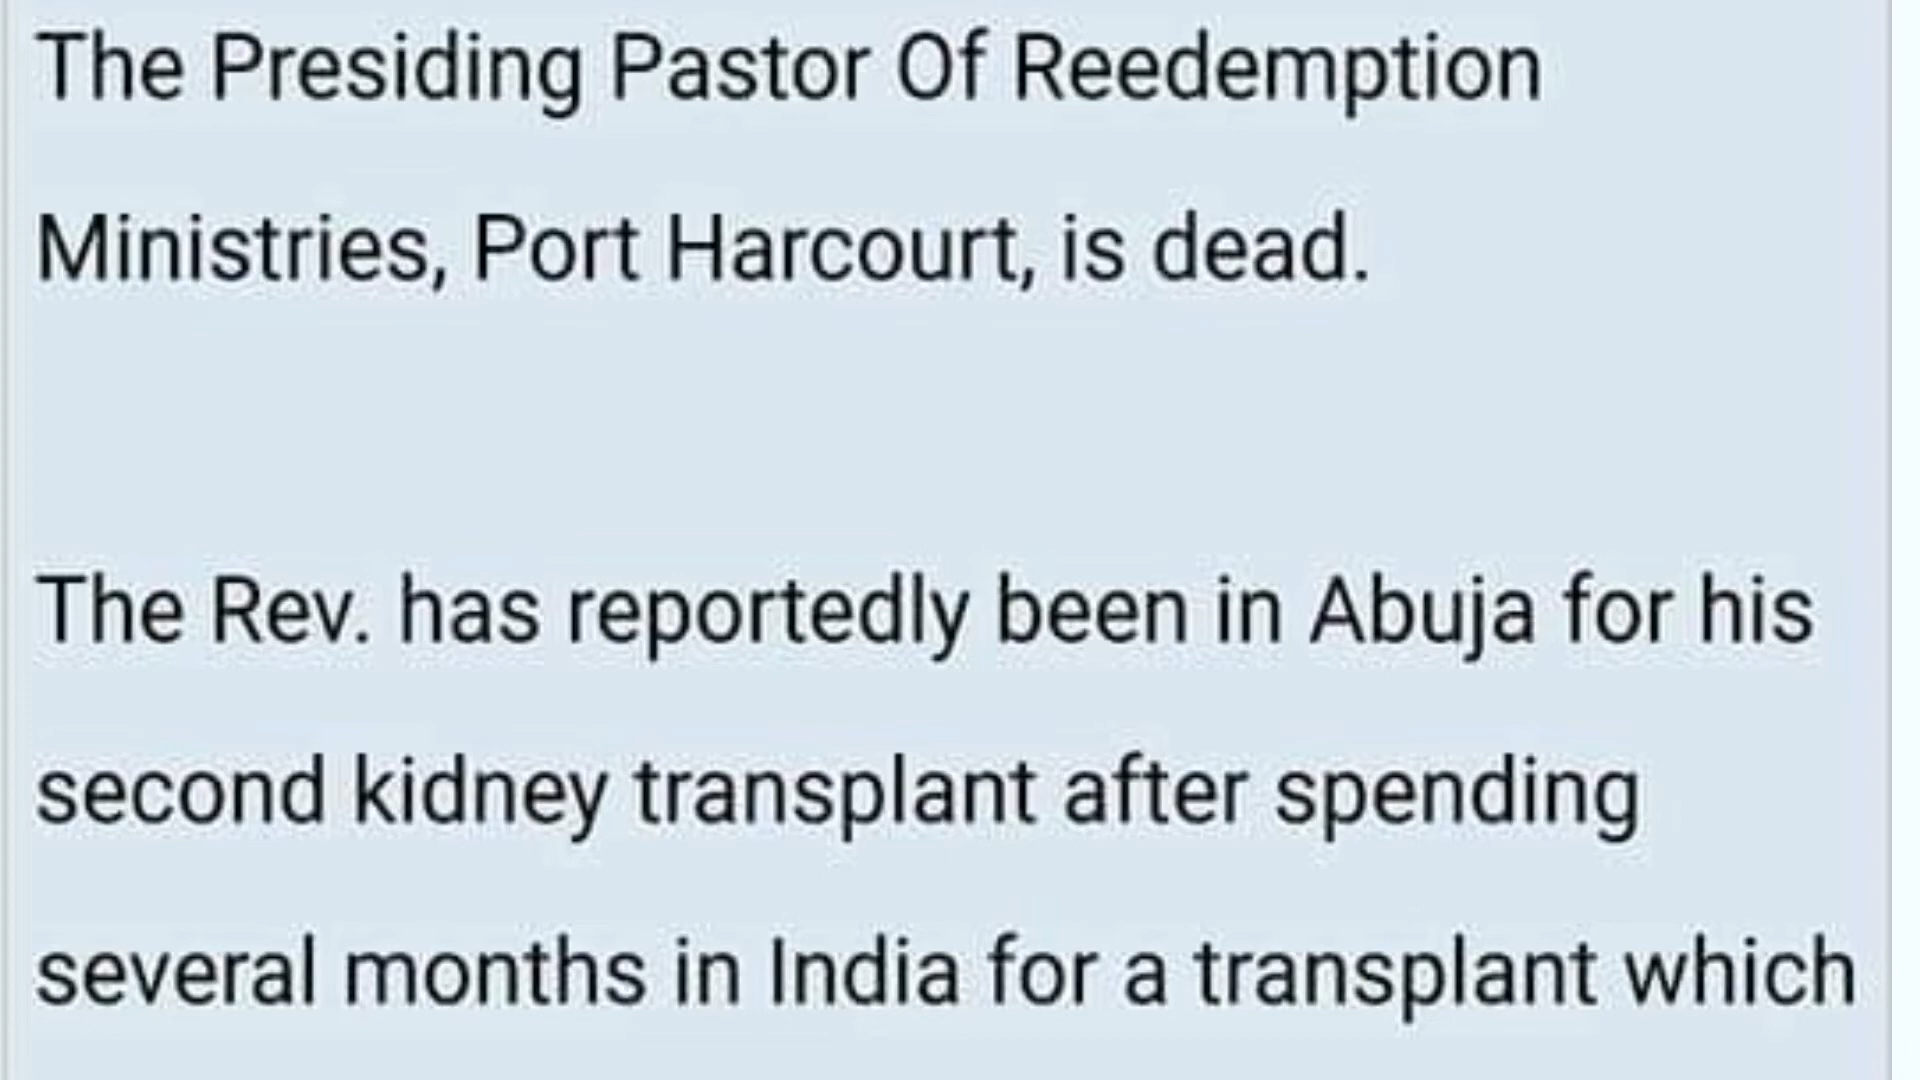 The Presiding Pastor Of Reedemption
Ministries, Port Harcourt, is dead.
The Rev. has reportedly been in Abuja for his
second kidney transplant after spending
several months in India for a transplant which